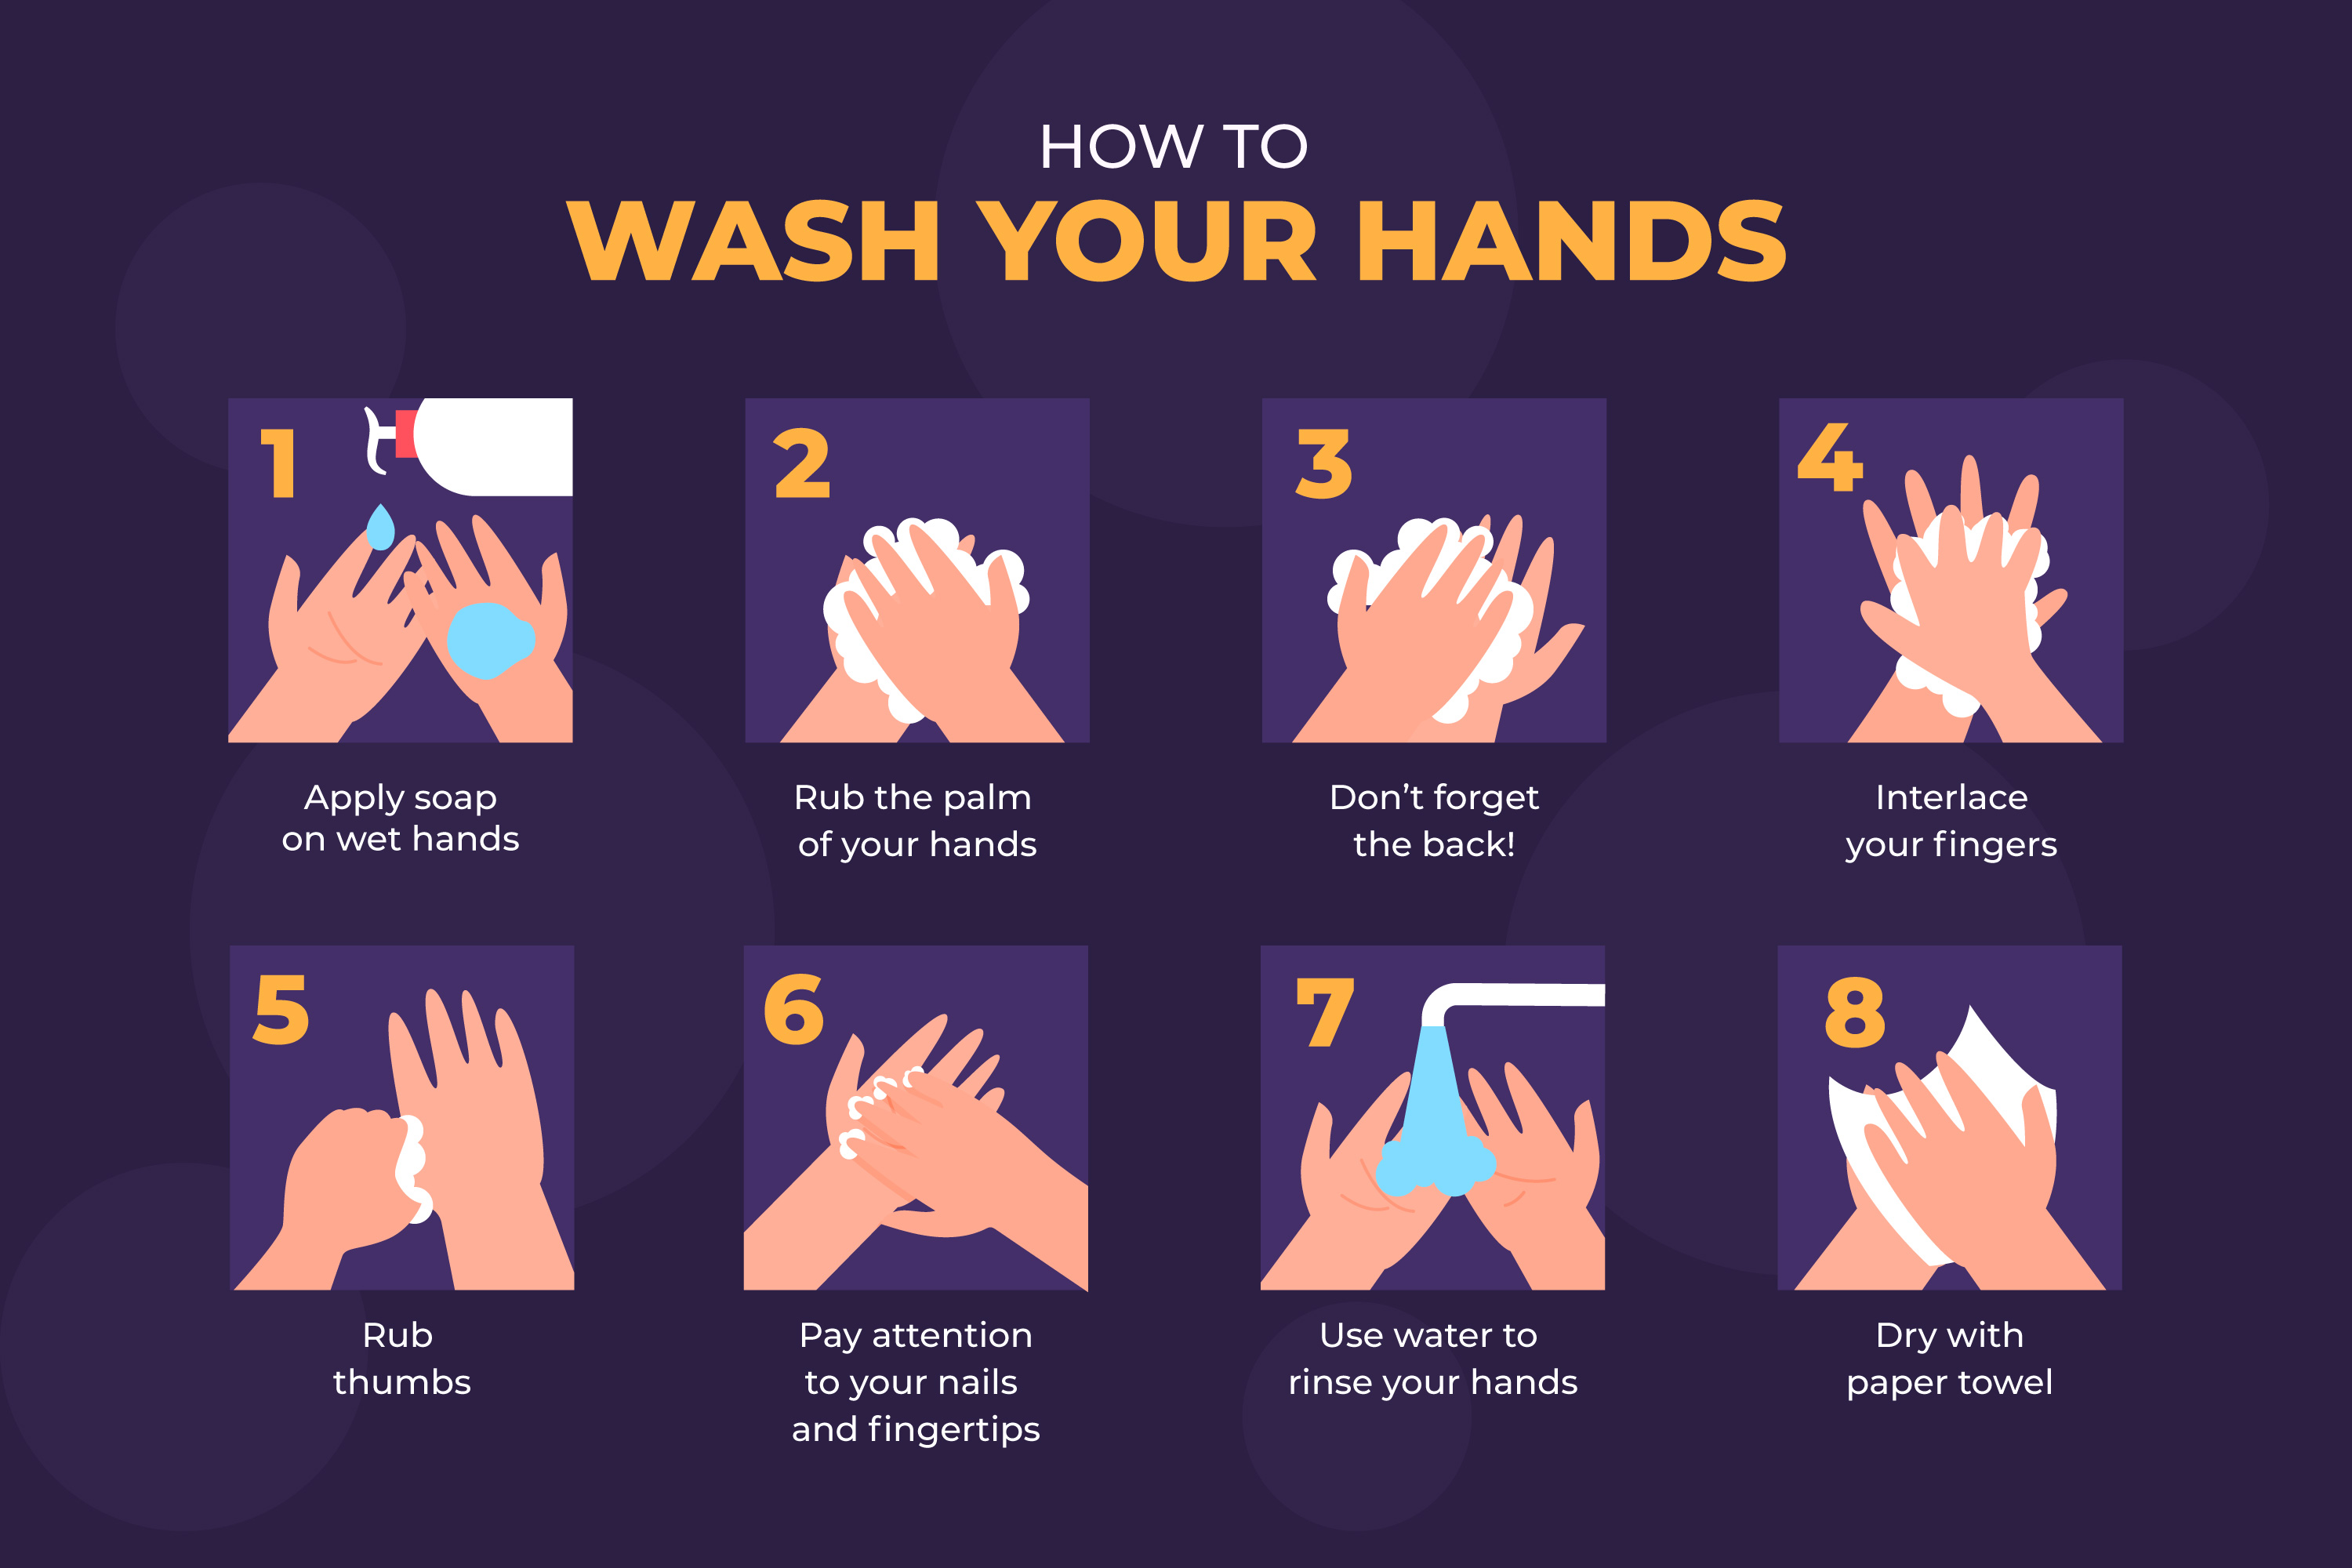 HOW TO
WASH YOUR HANDS
1
Apply soap
on wet hands
2
Rub the palm
of your hands
3
Don’t forget
the back!
4
Interlace
your fingers
5
Rub
thumbs
6
Pay attention
to your nails
and fingertips
7
Use water to
rinse your hands
8
Dry with
paper towel